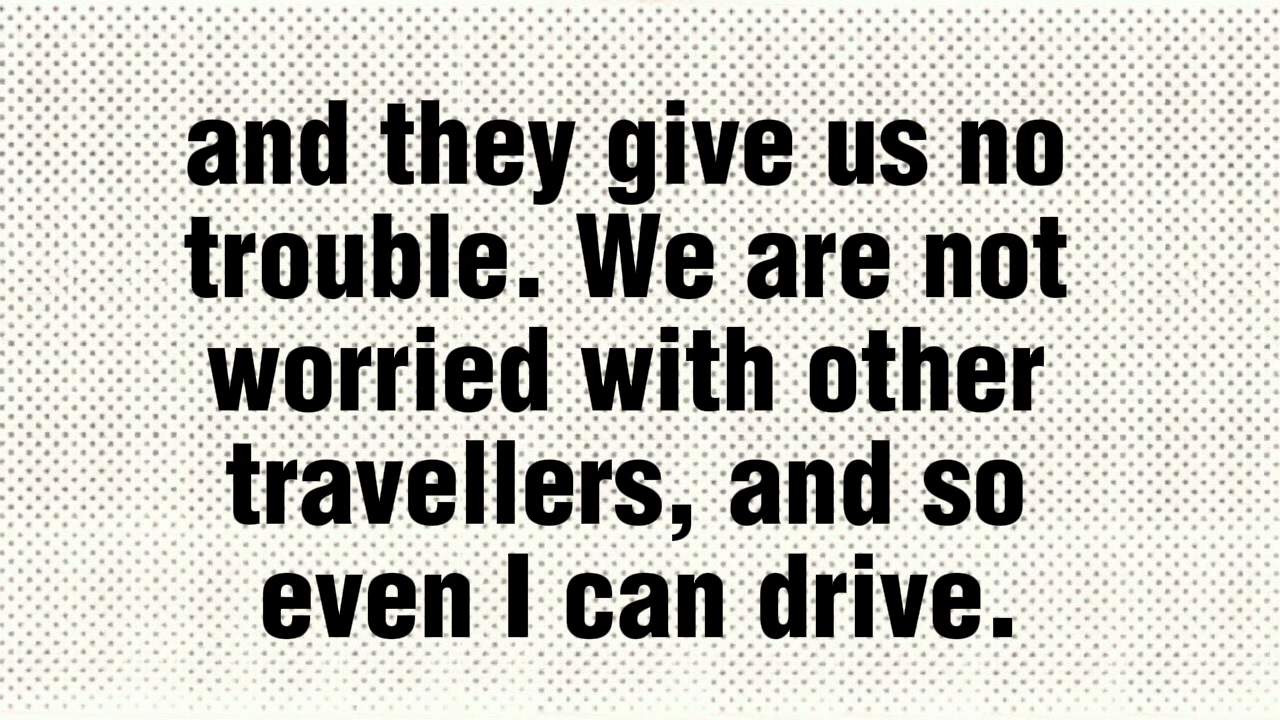 and they give us no
trouble. We are not
worried with other
travellers, and so
even I can drive.